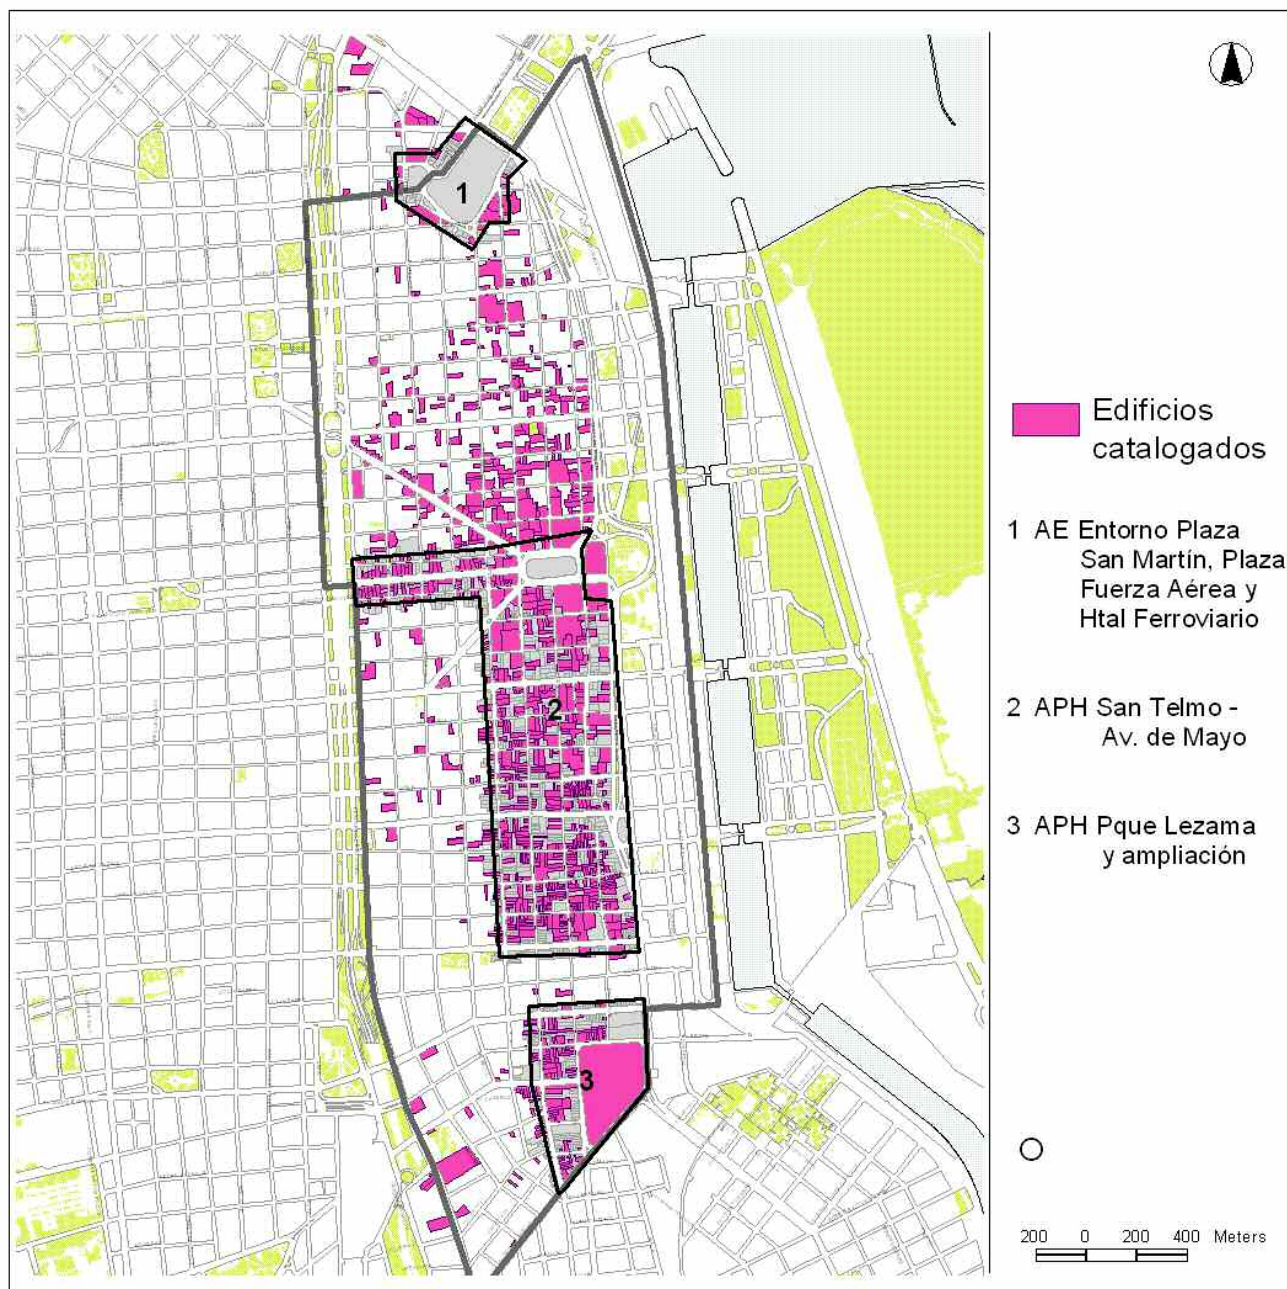 1
2
3
Edificios
catalogados
1 AE Entorno Plaza
San Martín, Plaza
Fuerza Aérea y
Htal Ferroviario
2 APH San Telmo -
Av. de Mayo
3 APH Pque Lezama
y ampliación
200 0 200 400 Meters